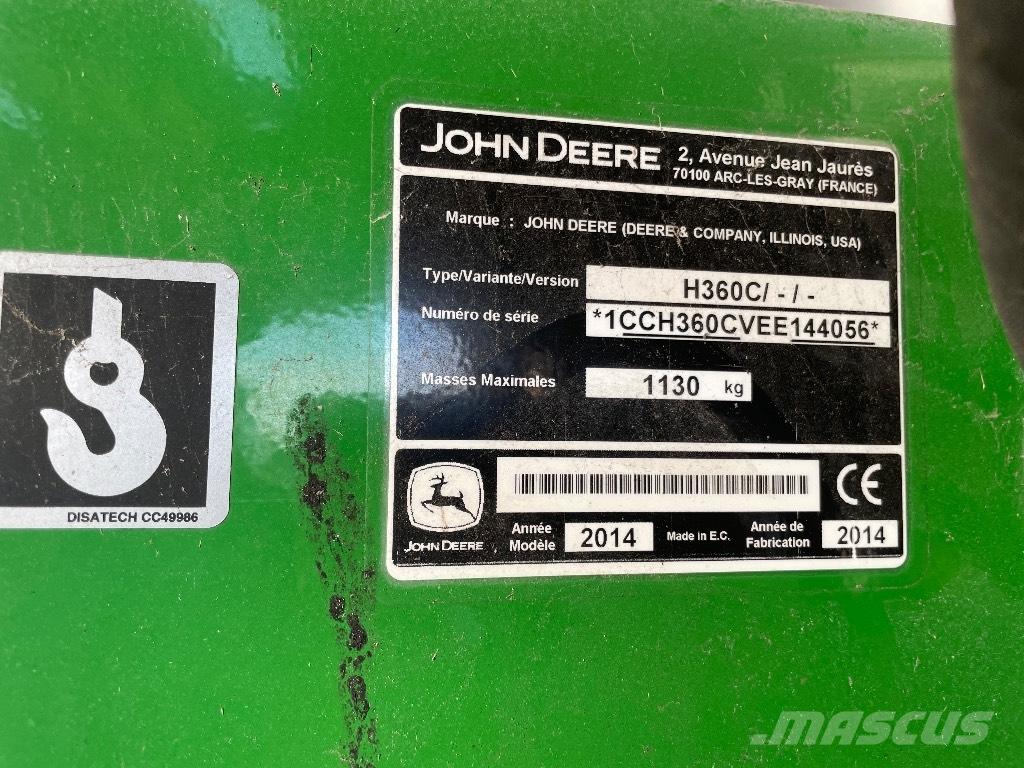 JOHN DEERE 2, Avenue Jean Jaurès
70100 ARC-LES-GRAY (FRANCE)
Marque : JOHN DEERE (DEERE & COMPANY, ILLINOIS, USA)
Type/Variante/Version H360C/ - / -
Numéro de série *1CCH360CVEE144056*
Masses Maximales 1130 kg
CE
JOHN DEERE
Année Modèle 2014
Made in E.C.
Année de Fabrication 2014
DISATECH CC49986
MASCUS